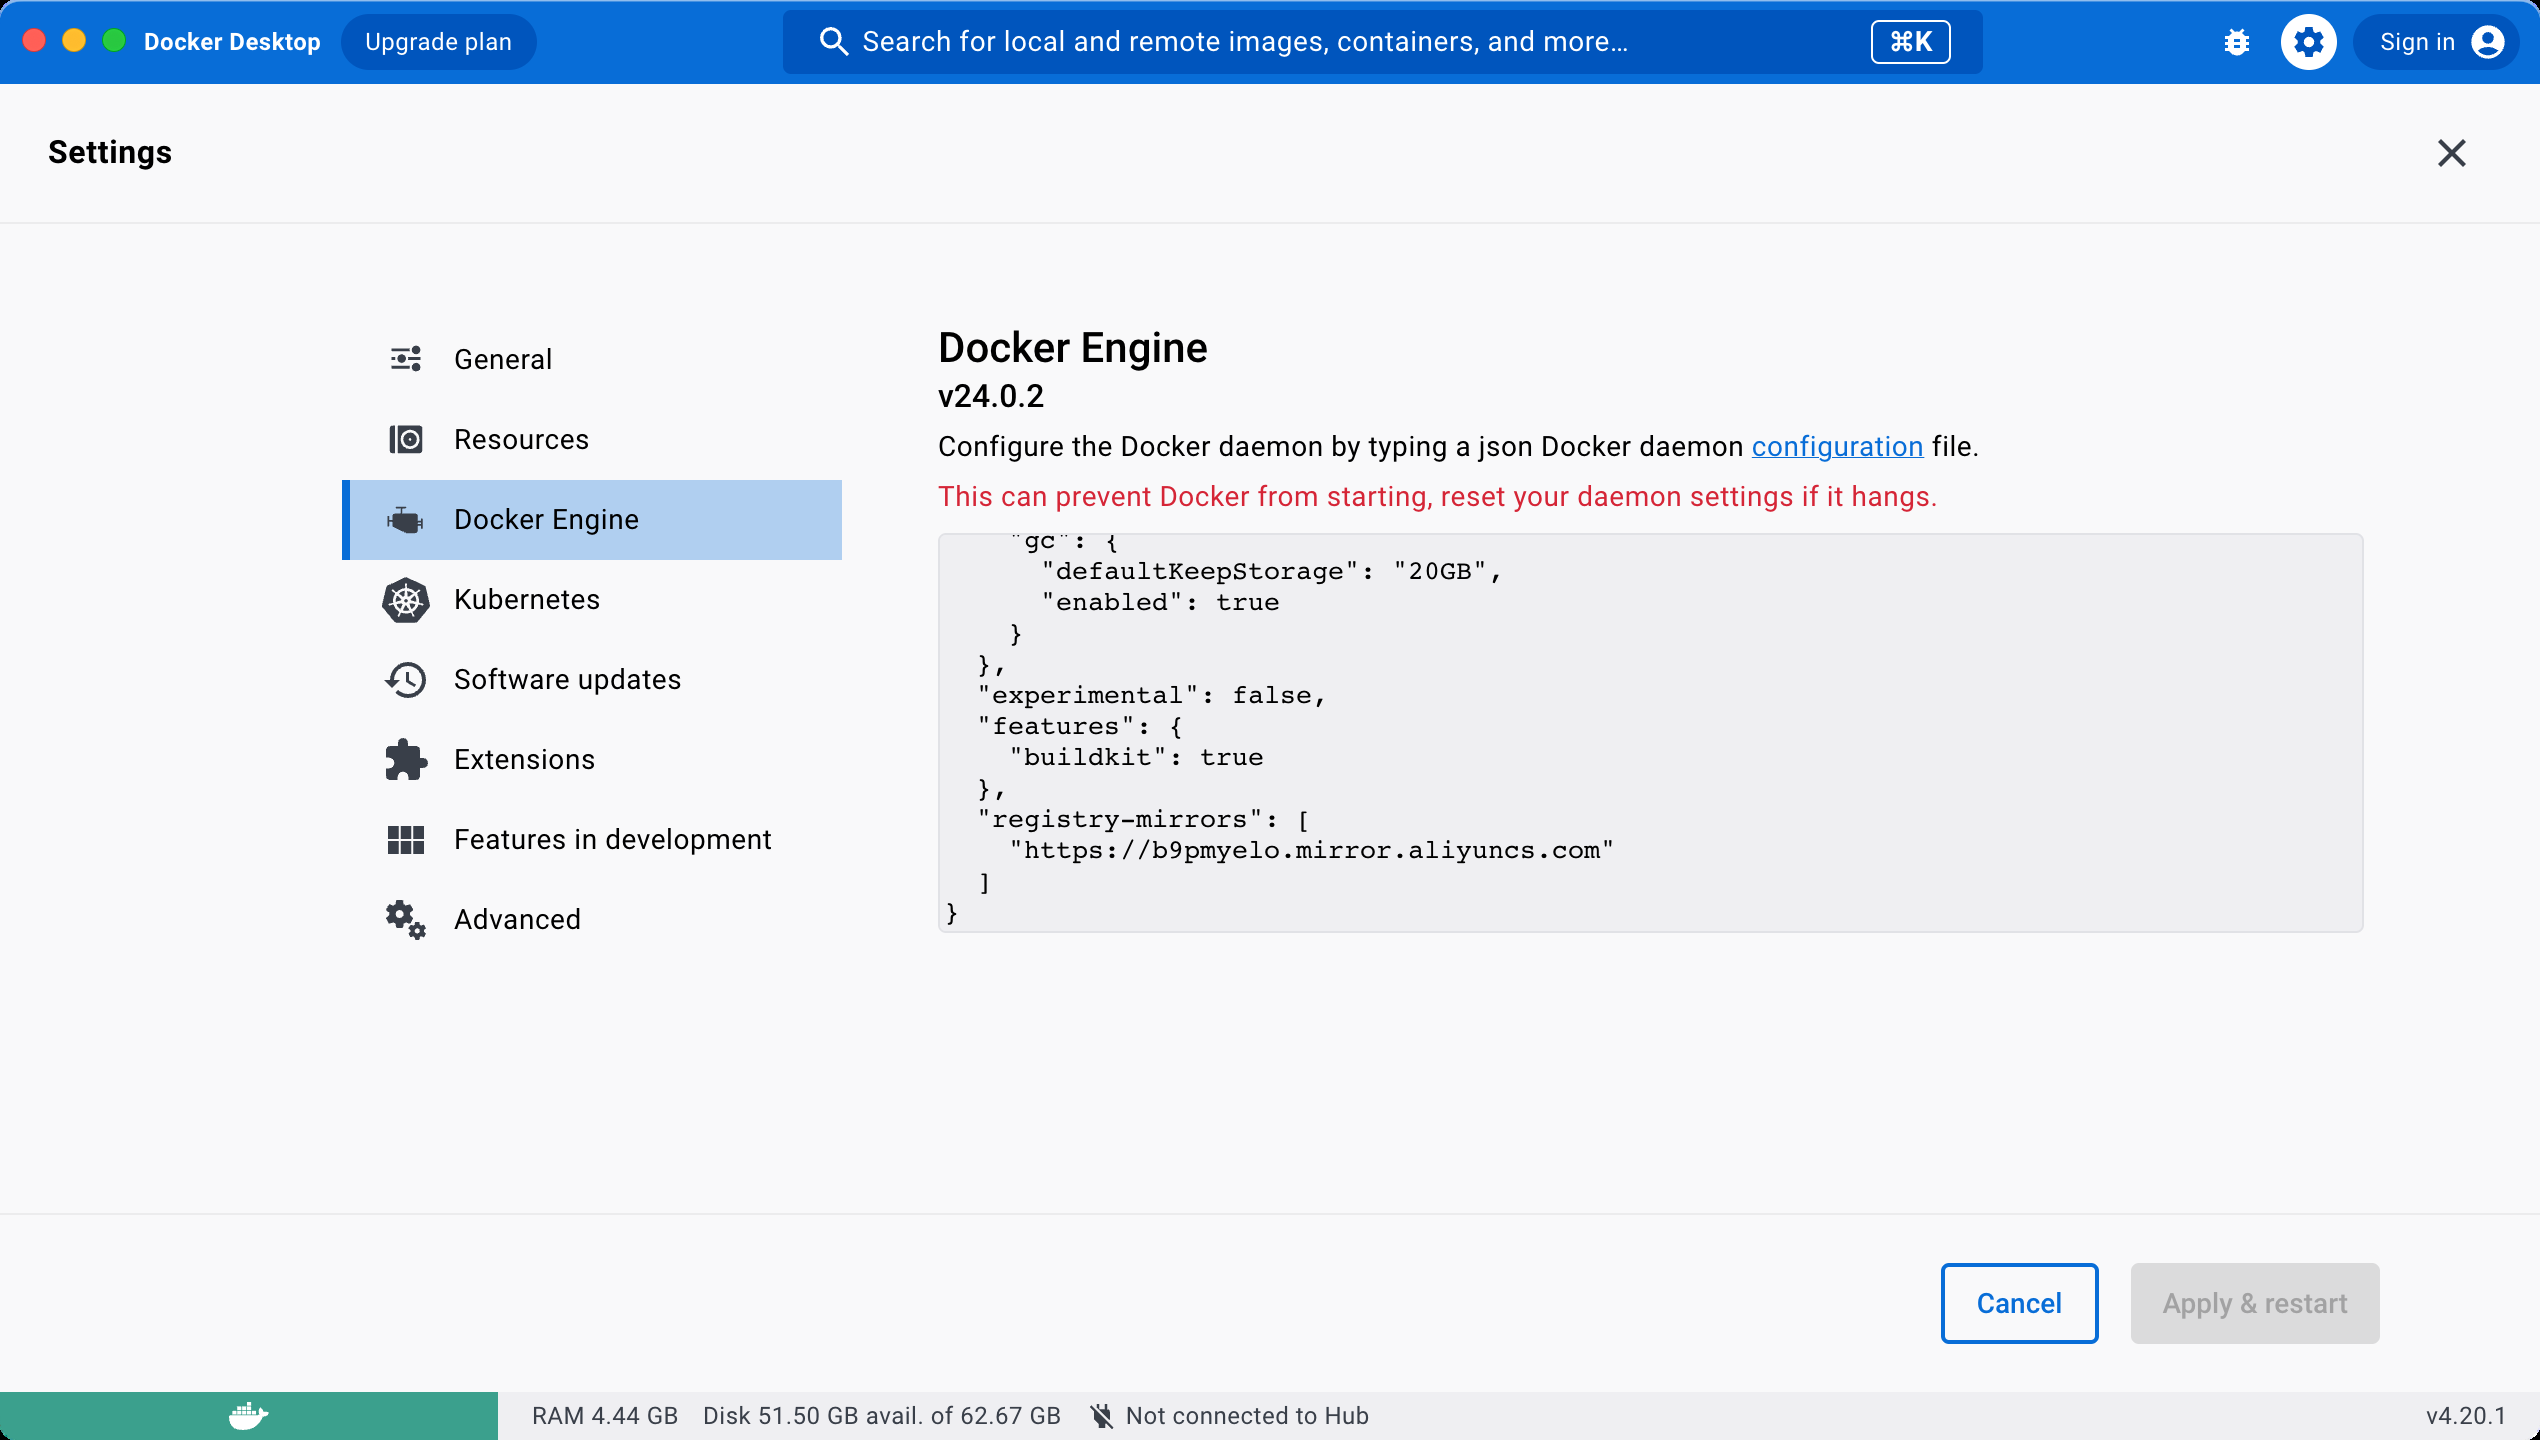 Docker Desktop
Upgrade plan
Search for local and remote images, containers, and more...
⌘K
Sign in
Settings
General
Resources
Docker Engine
Kubernetes
Software updates
Extensions
Features in development
Advanced
Docker Engine
v24.0.2
Configure the Docker daemon by typing a json Docker daemon configuration file.
This can prevent Docker from starting, reset your daemon settings if it hangs.
"gc": {
"defaultKeepStorage": "20GB",
"enabled": true
}
},
"experimental": false,
"features": {
"buildkit": true
},
"registry-mirrors": [
"https://b9pmyelo.mirror.aliyuncs.com"
]
}
Cancel
Apply & restart
RAM 4.44 GB Disk 51.50 GB avail. of 62.67 GB Not connected to Hub
v4.20.1